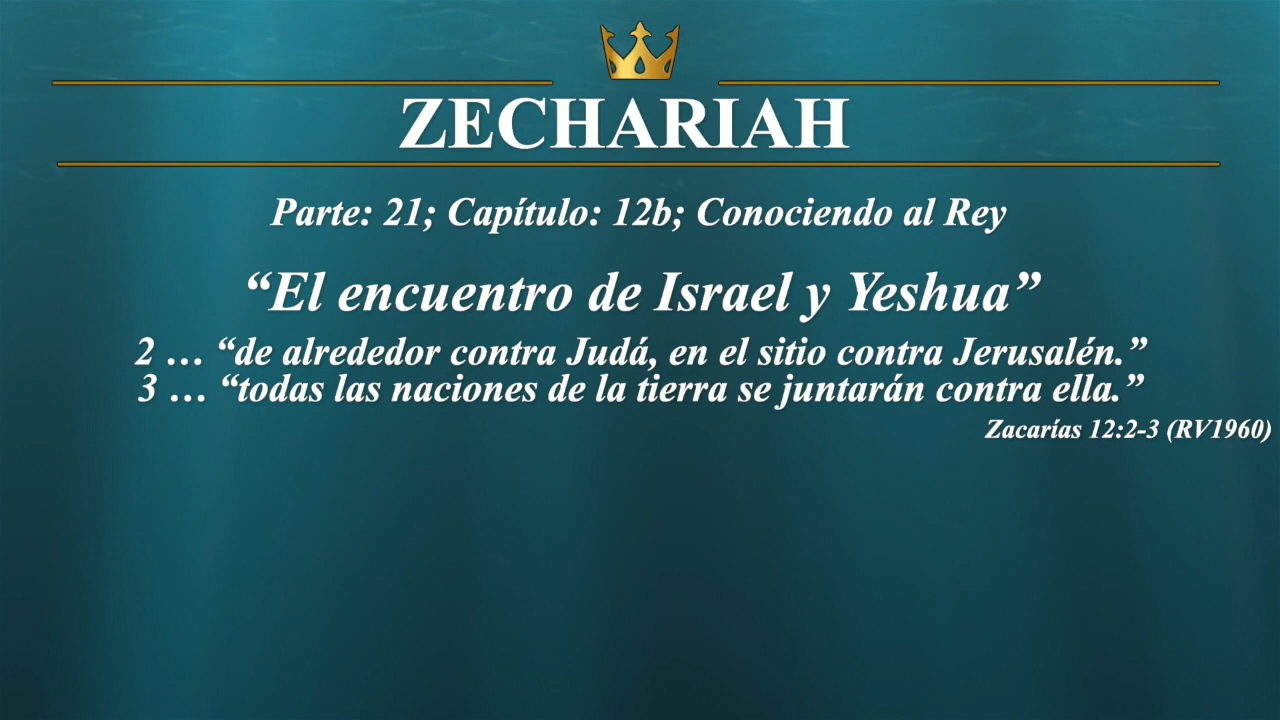 ZECHARIAH
Parte: 21; Capítulo: 12b; Conociendo al Rey
“El encuentro de Israel y Yeshua”
2 … “de alrededor contra Judá, en el sitio contra Jerusalén.”
3 … “todas las naciones de la tierra se juntarán contra ella.”
Zacarías 12:2-3 (RV1960)